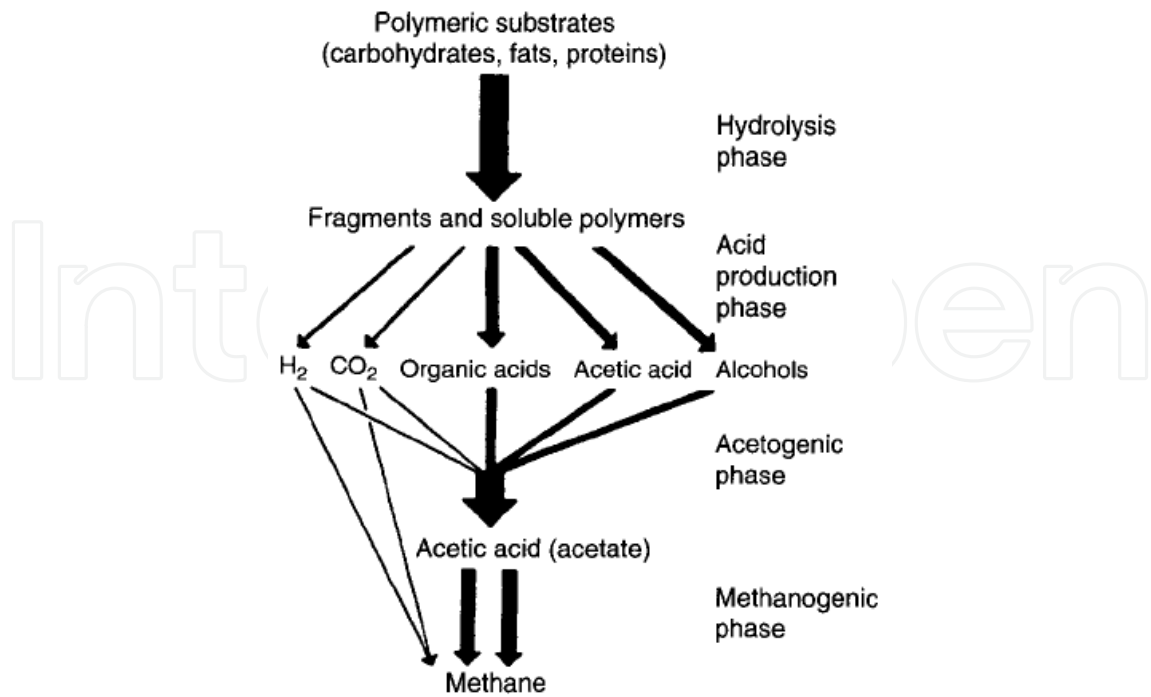 Polymeric substrates
(carbohydrates, fats, proteins)
Hydrolysis
phase
Fragments and soluble polymers
Acid
production
phase
H₂ CO₂ Organic acids Acetic acid Alcohols
Acetogenic
phase
Acetic acid (acetate)
Methanogenic
phase
Methane